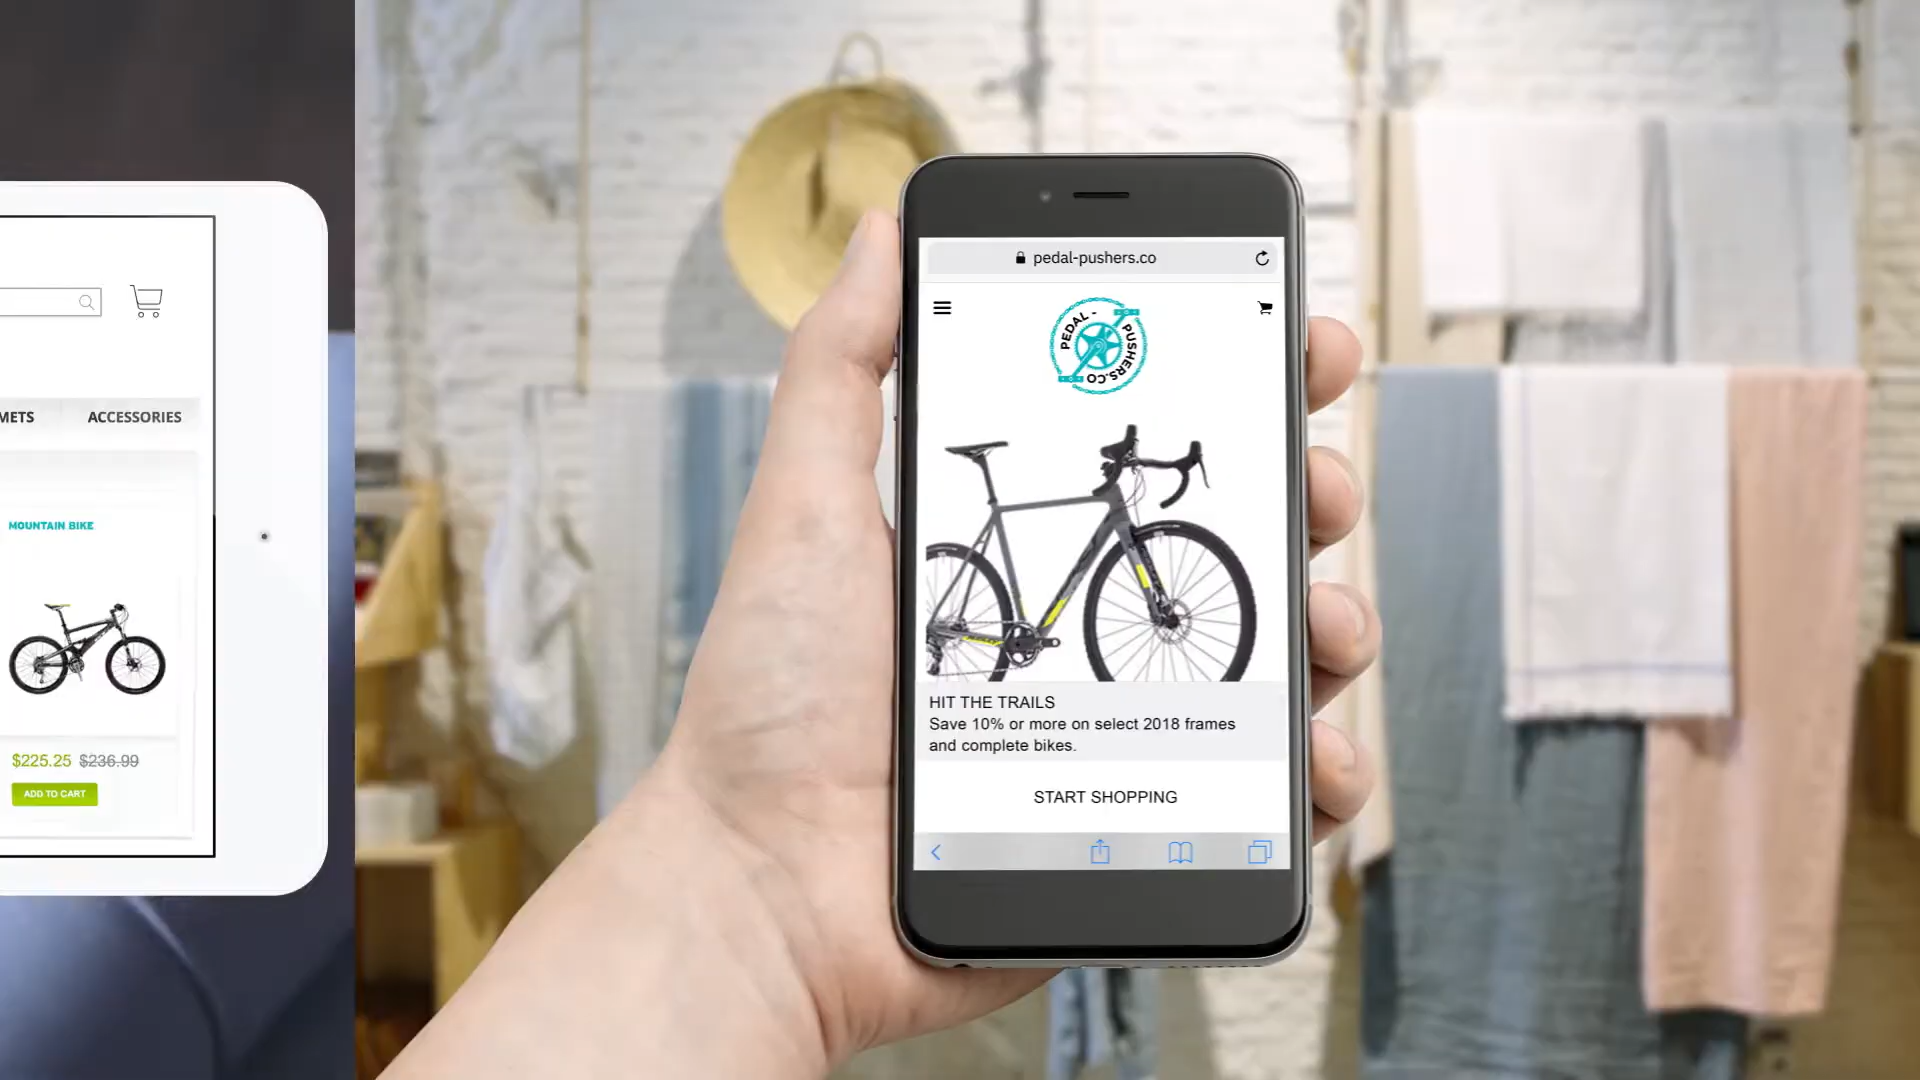 METS
ACCESSORIES
MOUNTAIN BIKE
$225.25 $236.99
ADD TO CART
pedal-pushers.co
PEDAL-PUSHERS.CO
HIT THE TRAILS
Save 10% or more on select 2018 frames
and complete bikes.
START SHOPPING